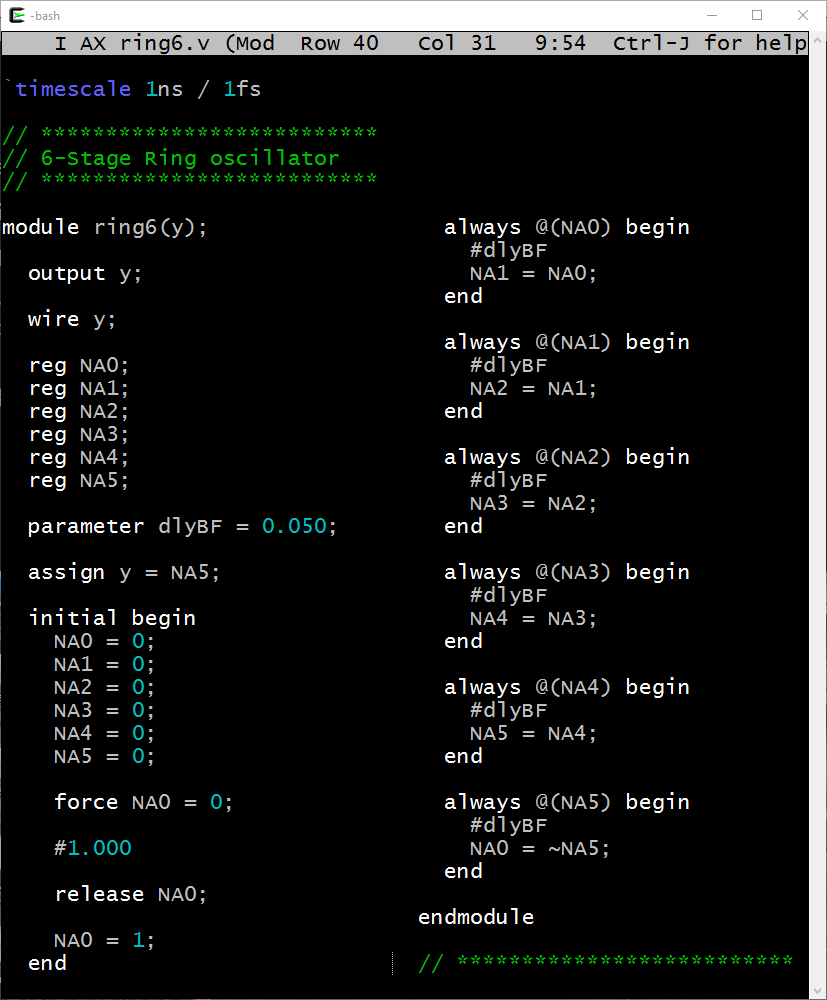 -bash
I AX ring6.v (Mod Row 40 Col 31 9:54 Ctrl-J for help
`timescale 1ns / 1fs
// **************************
// 6-Stage Ring oscillator
// **************************
module ring6(y);
output y;
wire y;
reg NA0;
reg NA1;
reg NA2;
reg NA3;
reg NA4;
reg NA5;
parameter dlyBF = 0.050;
assign y = NA5;
initial begin
NA0 = 0;
NA1 = 0;
NA2 = 0;
NA3 = 0;
NA4 = 0;
NA5 = 0;
force NA0 = 0;
#1.000
release NA0;
NA0 = 1;
end
always @(NA0) begin
#dlyBF
NA1 = NA0;
end
always @(NA1) begin
#dlyBF
NA2 = NA1;
end
always @(NA2) begin
#dlyBF
NA3 = NA2;
end
always @(NA3) begin
#dlyBF
NA4 = NA3;
end
always @(NA4) begin
#dlyBF
NA5 = NA4;
end
always @(NA5) begin
#dlyBF
NA0 = ~NA5;
end
endmodule
// **************************